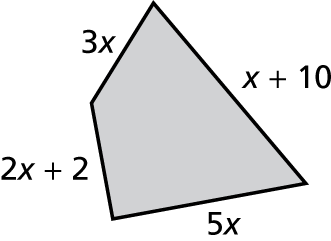 3x
x + 10
2x + 2
5x